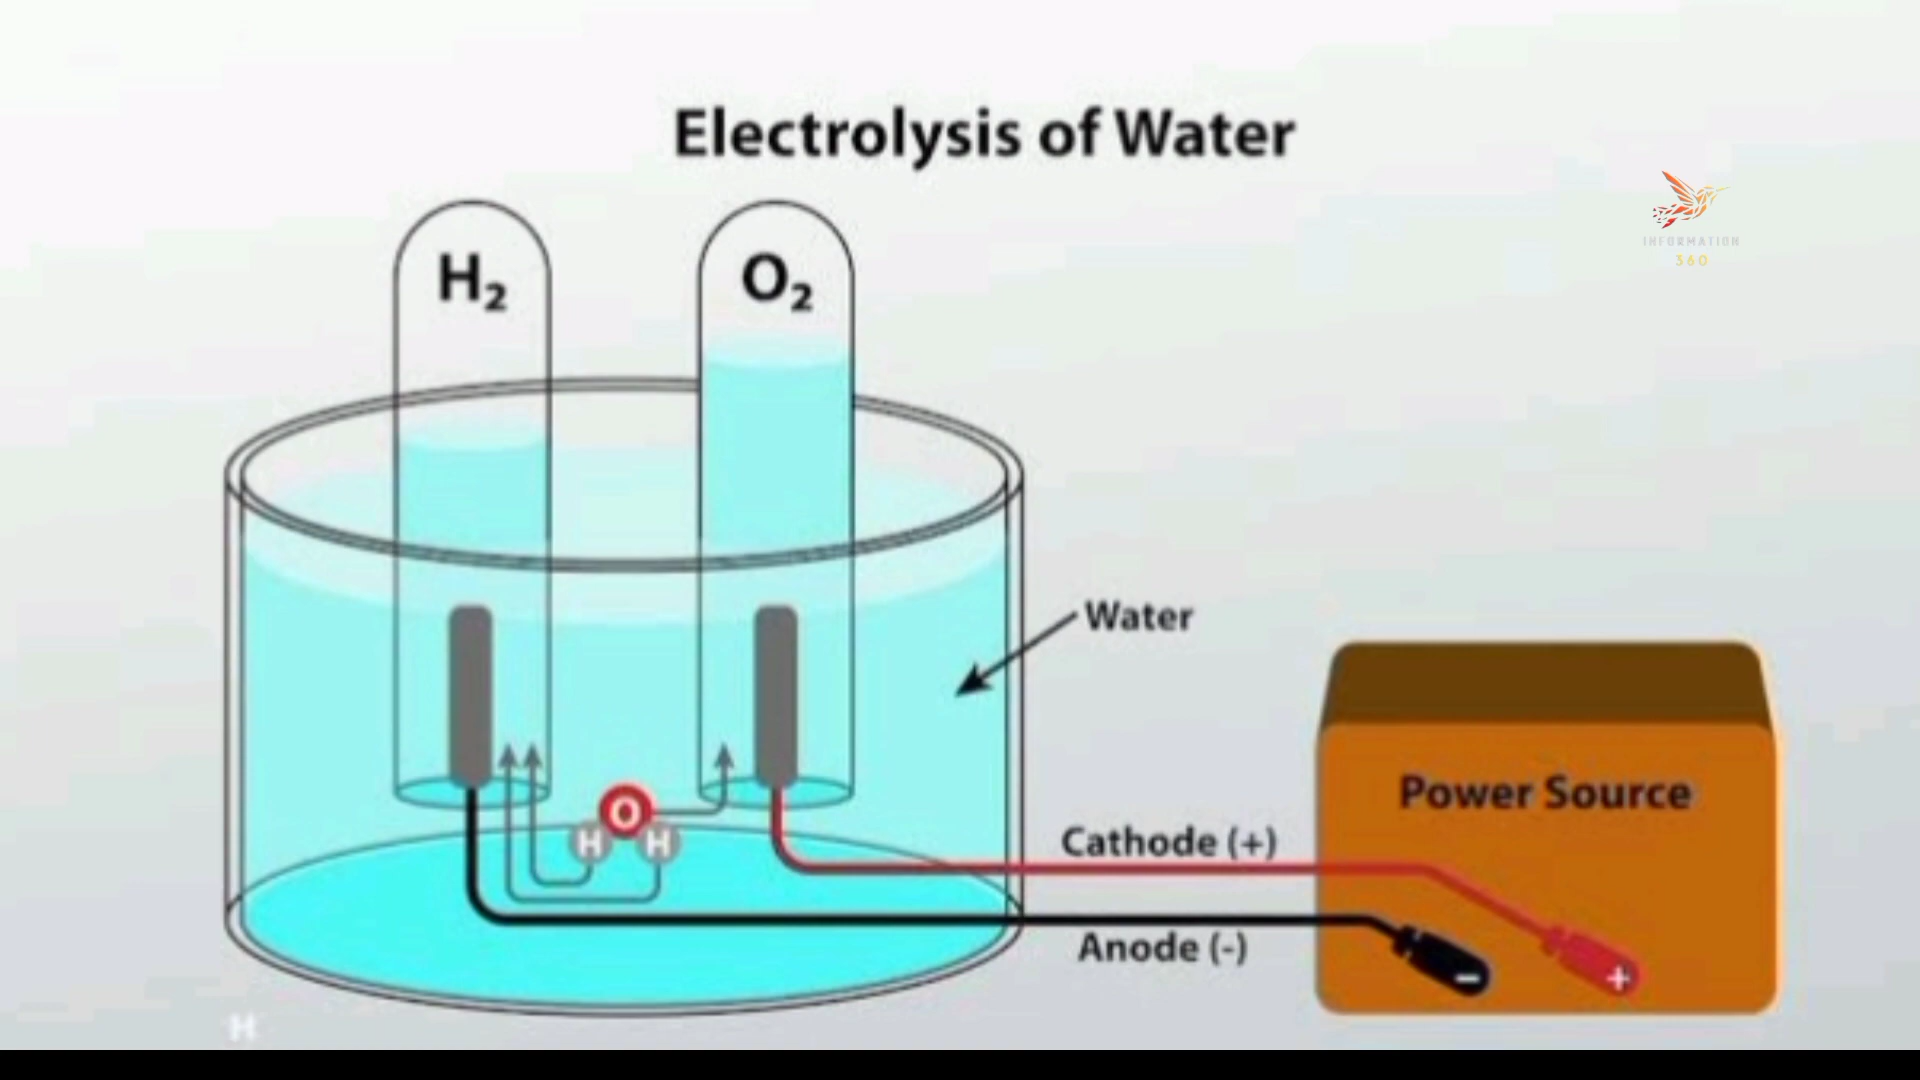 Electrolysis of Water
INFORMATION
360
H₂
O₂
Water
Power Source
O
H H
Cathode (+)
Anode (-)
−
+
H